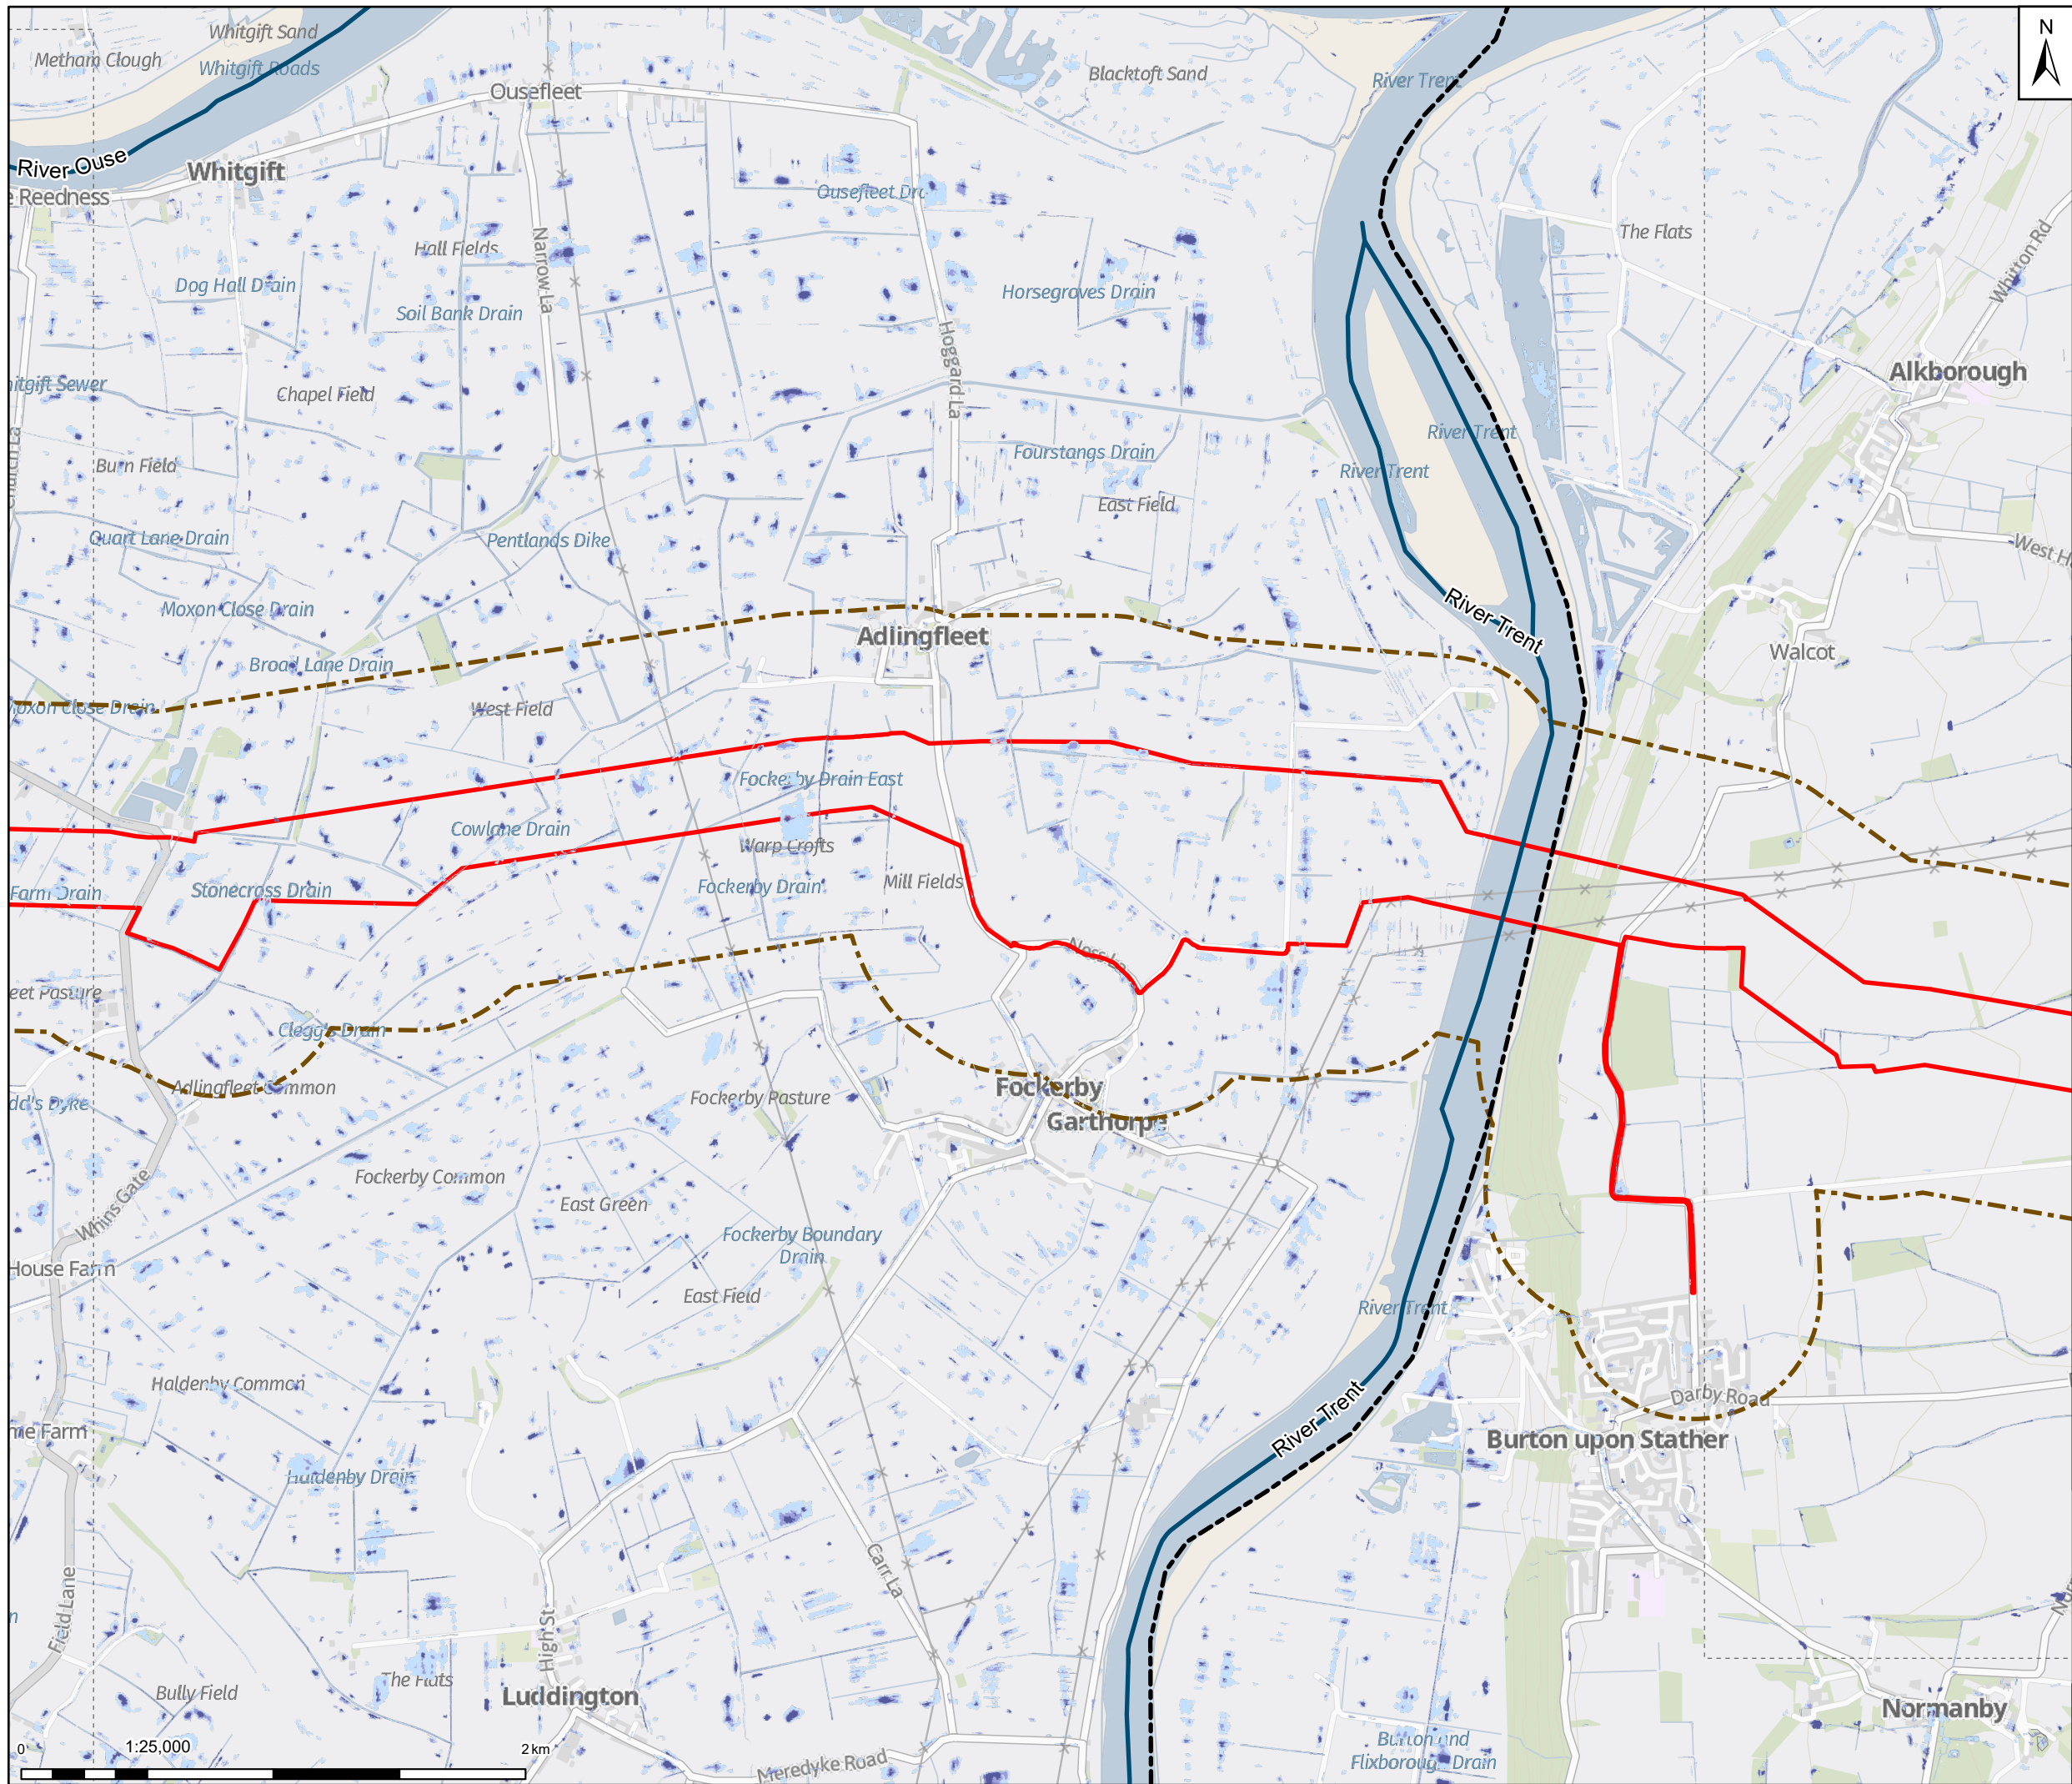 Whitgift Sand
N
Metham Clough
Whitgift Roads
Blacktoft Sand
River Trent
Ousefleet
River Ouse
Whitgift
Reedness
Ousefleet
Narrow La
Hall Fields
The Flats
Whitton Rd
Dog Hall Drain
Horsegraves Drain
Soil Bank Drain
Hoggard La
Alkborough
Chapel Field
River Trent
Fourstangs Drain
Burn Field
River Trent
East Field
Quart Lane Drain
Pentlands Dike
West
Moxon Close Drain
River Trent
Adlingfleet
Walcot
Broad Lane Drain
Moxon Close Drain
West Field
Fockerby Drain East
Cowlane Drain
Warp Crofts
Farm Drain
Stonecross Drain
Fockerby Drain
Mill Fields
Ness La
Pasture
Clegg's Drain
Adlingfleet Common
Fockerby
Fockerby Pasture
Dyke
Garthorpe
Fockerby Common
Whins Gate
East Green
Fockerby Boundary
Drain
House Farm
East Field
River Trent
Haldenby Common
Darby Road
River Trent
Farm
Burton upon Stather
Haldenby Drain
Carr La
Field Lane
High St
The Flats
Bully Field
Luddington
Normanby
Burton and
Flixborough Drain
0
1:25,000
2 km
Meredyke Road